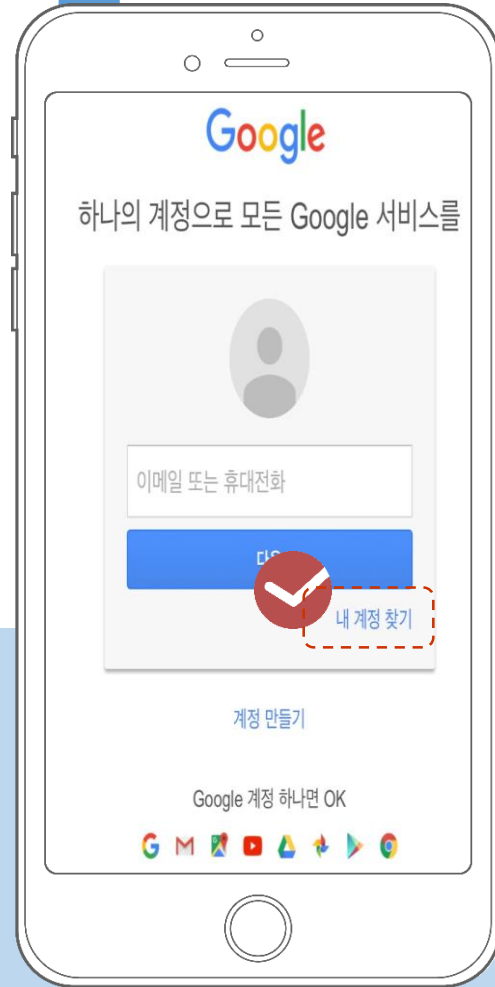 Google
하나의 계정으로 모든 Google 서비스를
이메일 또는 휴대전화
내 계정 찾기
계정 만들기
Google 계정 하나면 OK